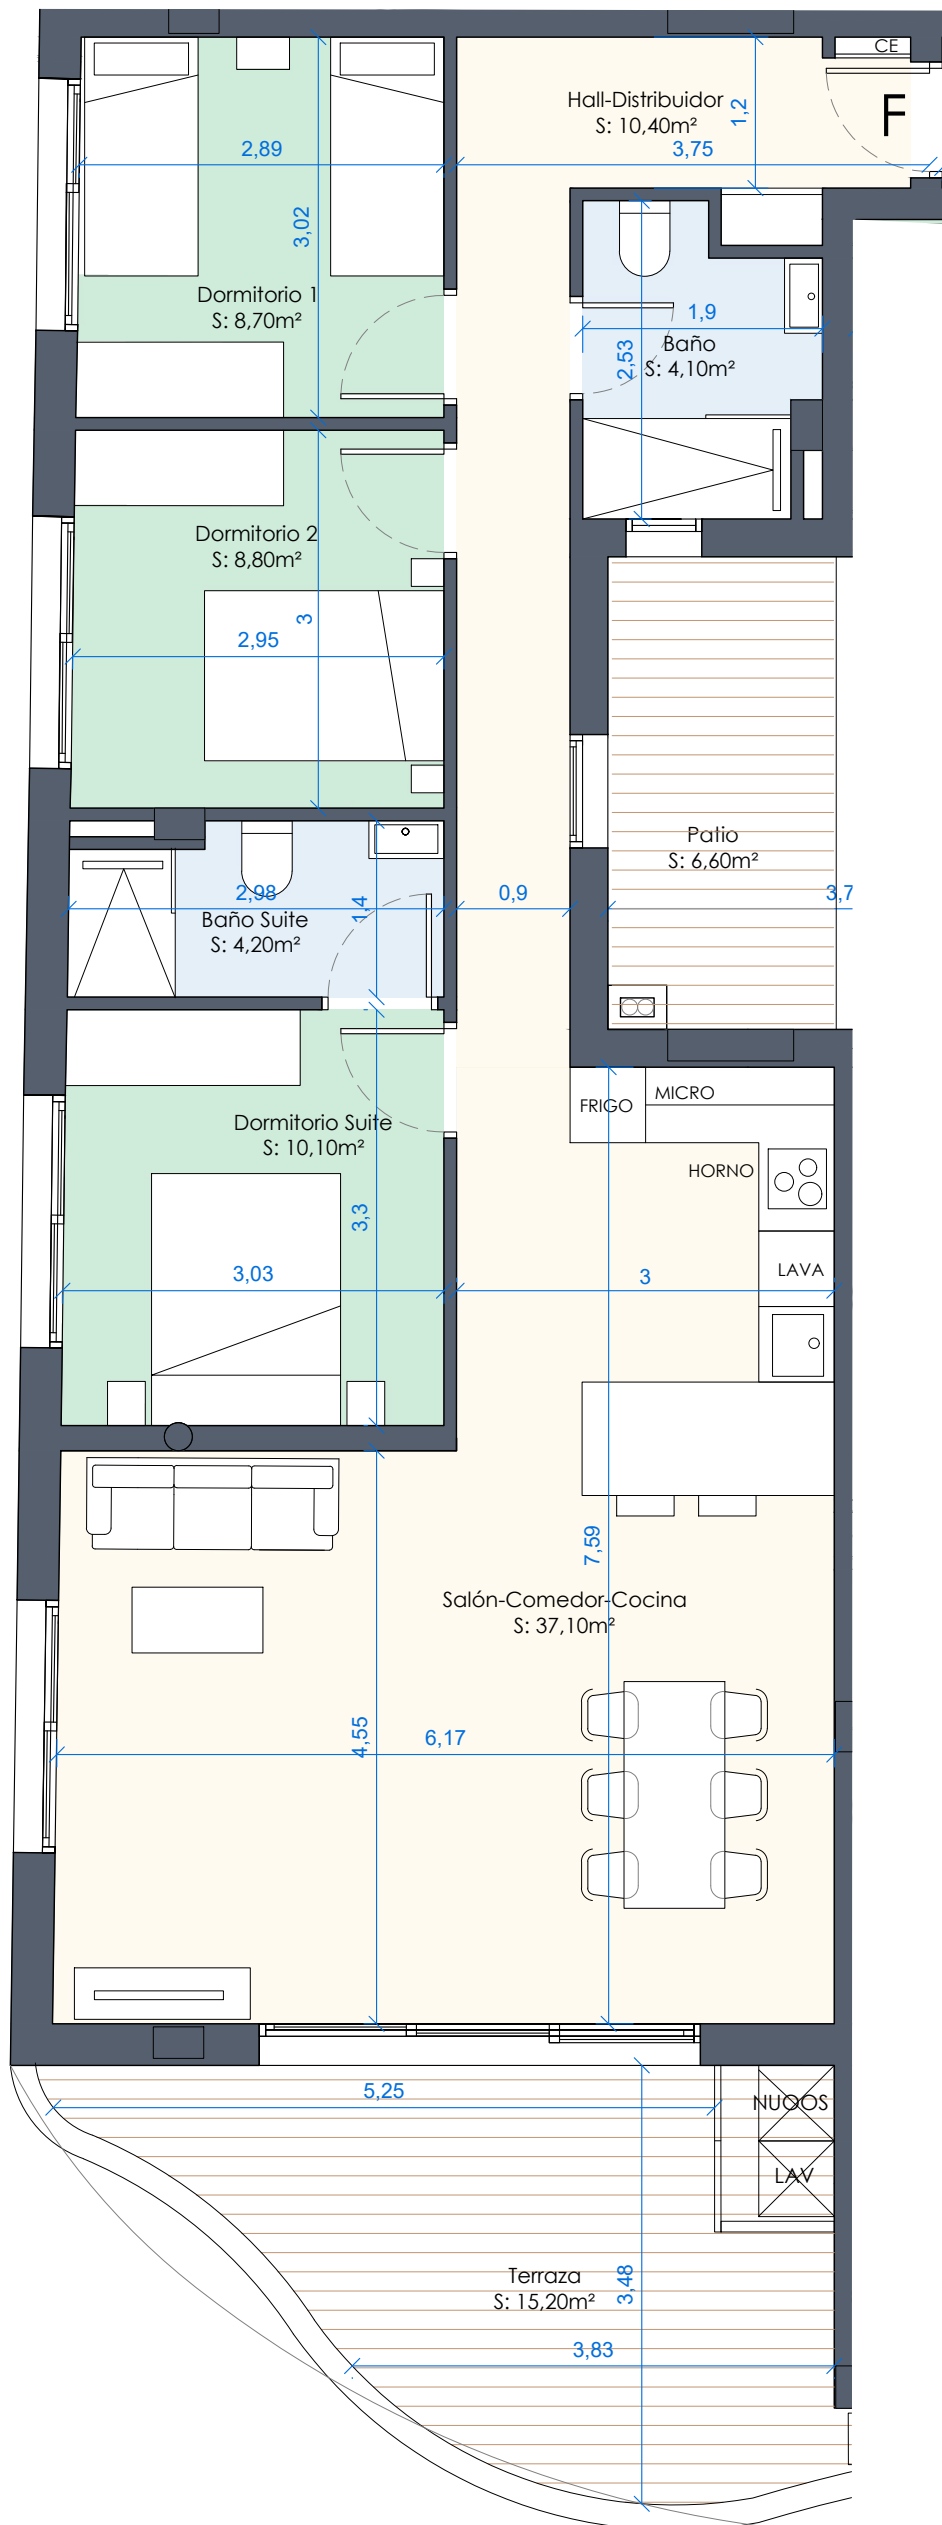 CE
Hall-Distribuidor
S: 10,40m²
1,2
F
2,89
3,75
3,02
Dormitorio 1
S: 8,70m²
1,9
Baño
S: 4,10m²
2,53
Dormitorio 2
S: 8,80m²
3
2,95
Patio
S: 6,60m²
2,98
0,9
3,7
1,4
Baño Suite
S: 4,20m²
MICRO
FRIGO
Dormitorio Suite
S: 10,10m²
HORNO
3,3
3,03
3
LAVA
7,59
Salón-Comedor-Cocina
S: 37,10m²
4,55
6,17
5,25
LAV
Terraza
S: 15,20m²
3,48
3,83